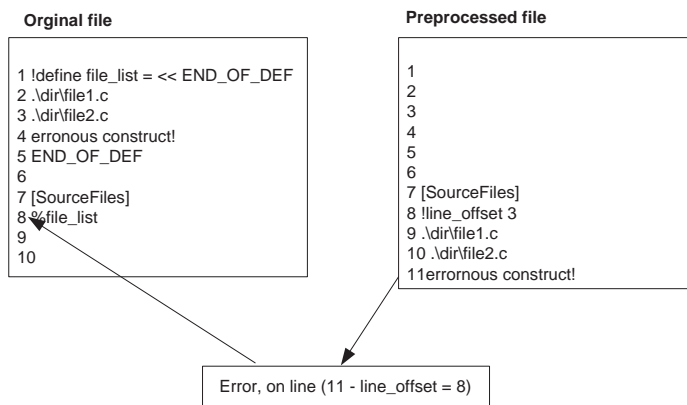 Orginal file
1 !define file_list = << END_OF_DEF
2 .\dir\file1.c
3 .\dir\file2.c
4 erronous construct!
5 END_OF_DEF
6
7 [SourceFiles]
8 %file_list
9
10
Preprocessed file
1
2
3
4
5
6
7 [SourceFiles]
8 !line_offset 3
9 .\dir\file1.c
10 .\dir\file2.c
11errornous construct!
Error, on line (11 - line_offset = 8)